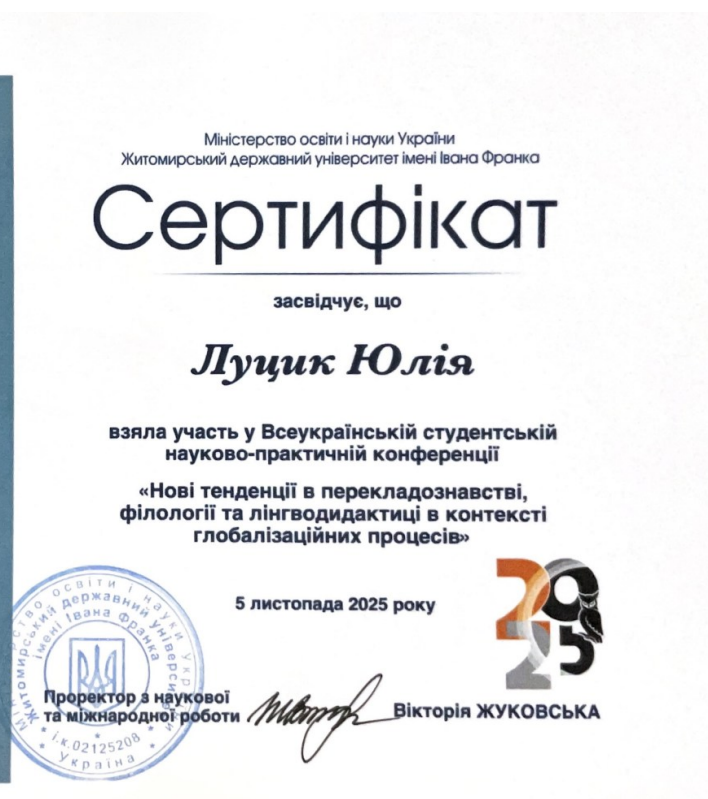 Міністерство освіти і науки України
Житомирський державний університет імені Івана Франка
Сертифікат
засвідчує, що
Луцик Юлія
взяла участь у Всеукраїнській студентській
науково-практичній конференції
«Нові тенденції в перекладознавстві,
філології та лінгводидактиці в контексті
глобалізаційних процесів»
5 листопада 2025 року
2025
Проректор з наукової
та міжнародної роботи
Вікторія ЖУКОВСЬКА
освіти і науки
Житомирський державний університет
імені Івана Франка
і.к.02125208
Україна